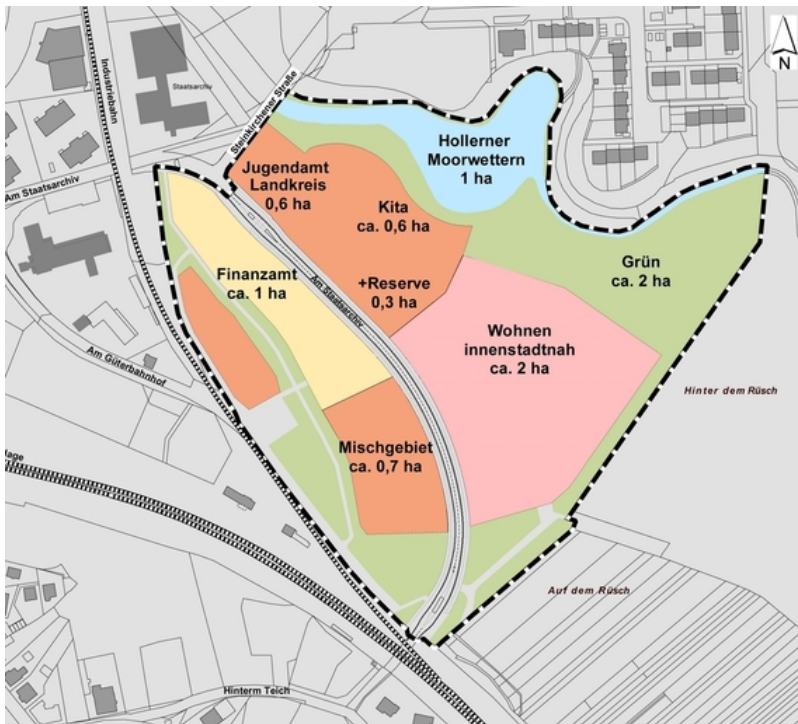 N
Industriebahn
Staatsarchiv
Steinkirchener Straße
Am Staatsarchiv
Hollerner
Moorwettern
1 ha
Jugendamt
Landkreis
0,6 ha
Kita
ca. 0,6 ha
+Reserve
0,3 ha
Grün
ca. 2 ha
Finanzamt
ca. 1 ha
Am Staatsarchiv
Wohnen
innenstadtnah
ca. 2 ha
Am Güterbahnhof
Hinter dem Rüsch
Mischgebiet
ca. 0,7 ha
lage
Auf dem Rüsch
Hinterm Teich